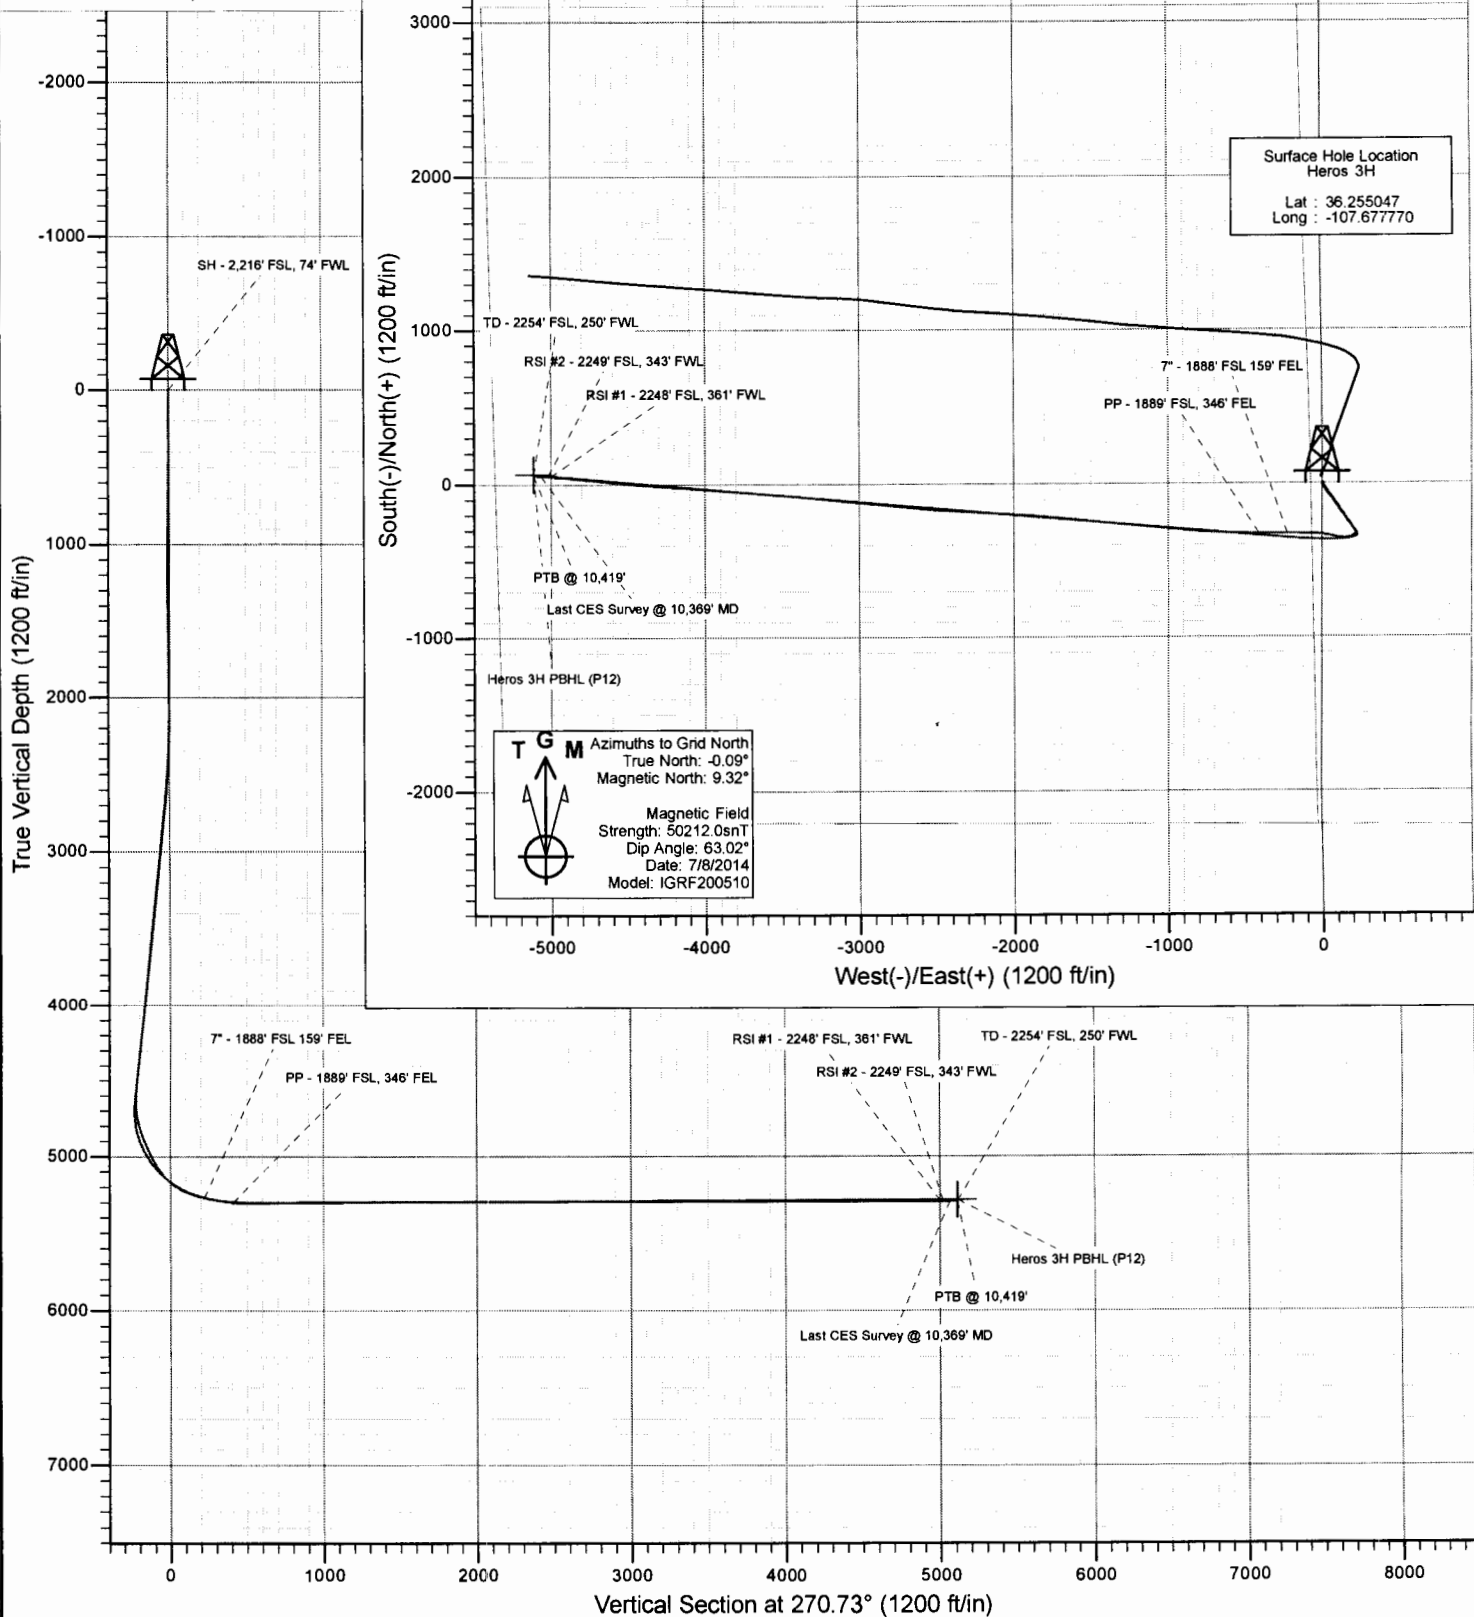 3000
2000
1000
0
-1000
-2000
South(-)/North(+) (1200 ft/in)
Surface Hole Location
Heros 3H
Lat : 36.255047
Long : -107.677770
TD - 2254' FSL, 250' FWL
RSI #2 - 2249' FSL, 343' FWL
RSI #1 - 2248' FSL, 361' FWL
7" - 1888' FSL 159' FEL
PP - 1889' FSL, 346' FEL
PTB @ 10,419'
Last CES Survey @ 10,369' MD
Heros 3H PBHL (P12)
T G M
Azimuths to Grid North
True North: -0.09°
Magnetic North: 9.32°
Magnetic Field
Strength: 50212.0snT
Dip Angle: 63.02°
Date: 7/8/2014
Model: IGRF200510
-5000 -4000 -3000 -2000 -1000 0
West(-)/East(+) (1200 ft/in)
-2000
-1000
0
1000
2000
3000
4000
5000
6000
7000
True Vertical Depth (1200 ft/in)
SH - 2,216' FSL, 74' FWL
7" - 1888' FSL 159' FEL
PP - 1889' FSL, 346' FEL
RSI #1 - 2248' FSL, 361' FWL
RSI #2 - 2249' FSL, 343' FWL
TD - 2254' FSL, 250' FWL
Heros 3H PBHL (P12)
PTB @ 10,419'
Last CES Survey @ 10,369' MD
0 1000 2000 3000 4000 5000 6000 7000 8000
Vertical Section at 270.73° (1200 ft/in)